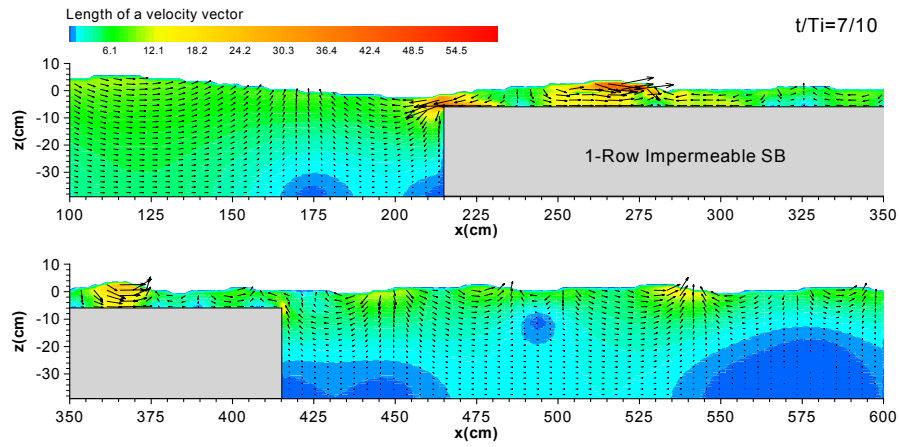 Length of a velocity vector
t/Ti=7/10
6.1 12.1 18.2 24.2 30.3 36.4 42.4 48.5 54.5
10
0
-10
-20
-30
z(cm)
1-Row Impermeable SB
100 125 150 175 200 225 250 275 300 325 350
x(cm)
10
0
-10
-20
-30
z(cm)
350 375 400 425 450 475 500 525 550 575 600
x(cm)